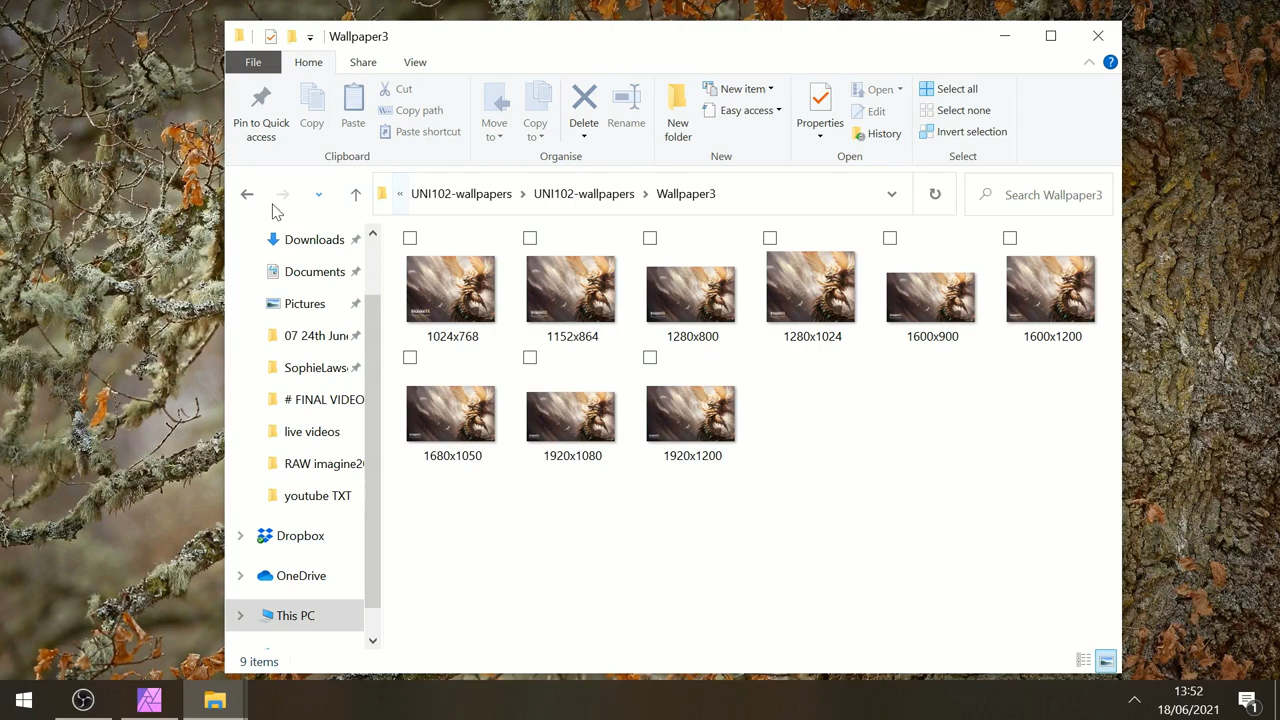 Wallpaper3
File Home Share View
Pin to Quick access
Copy
Paste
Cut
Copy path
Paste shortcut
Clipboard
Move to
Copy to
Delete
Rename
Organise
New folder
New item
Easy access
New
Properties
Open
Edit
History
Open
Select all
Select none
Invert selection
Select
« UNI102-wallpapers UNI102-wallpapers Wallpaper3
Search Wallpaper3
Downloads
Documents
Pictures
07 24th June
SophieLaws
# FINAL VIDEO
live videos
RAW imagine2
youtube TXT
Dropbox
OneDrive
This PC
1024x768 1152x864 1280x800 1280x1024 1600x900 1600x1200
1680x1050 1920x1080 1920x1200
9 items
13:52
18/06/2021
1